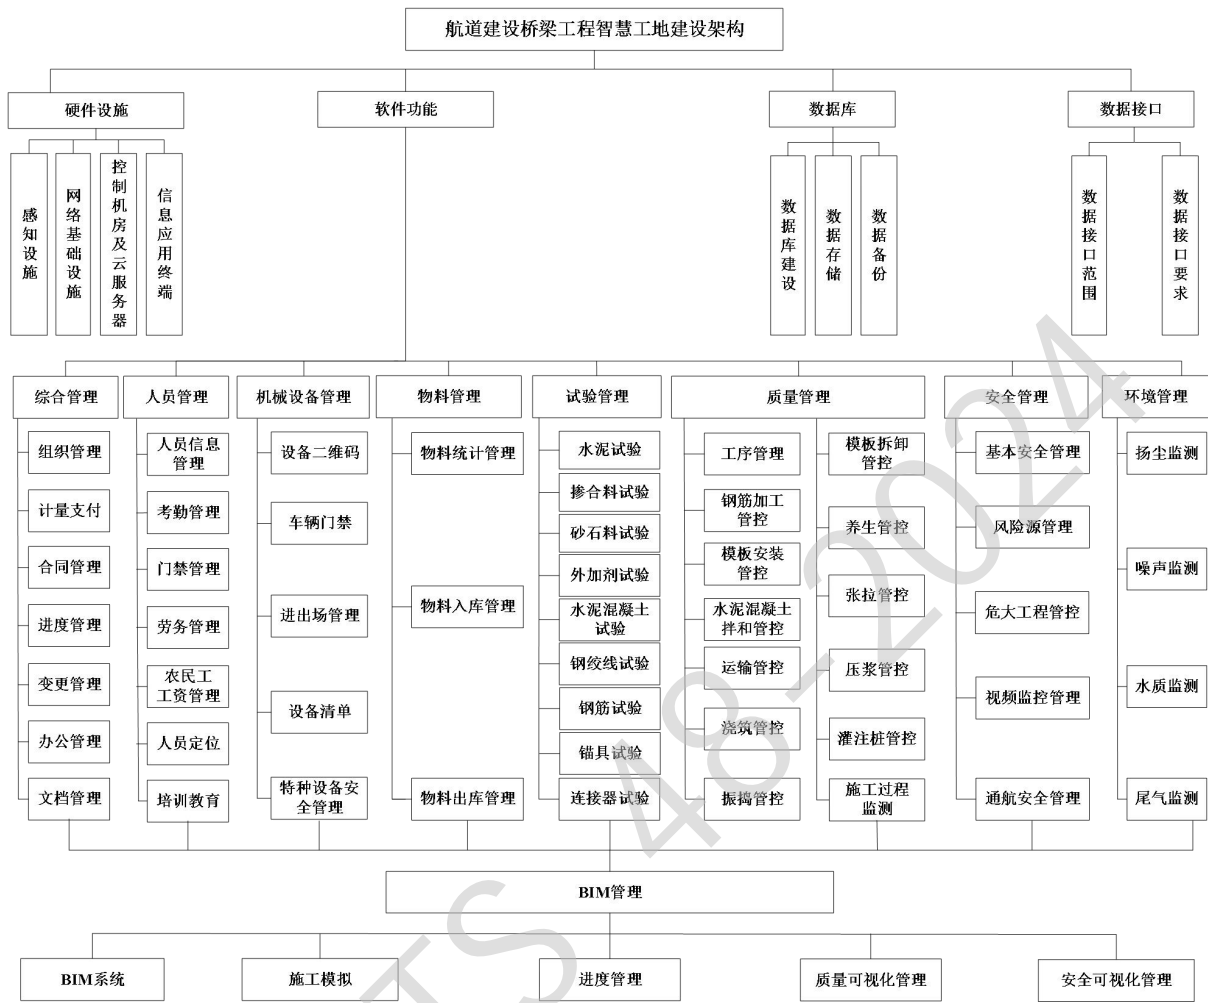 航道建设桥梁工程智慧工地建设架构
硬件设施
软件功能
数据库
数据接口
感知设施
网络基础设施
控制机房及云服务器
信息应用终端
数据库建设
数据存储
数据备份
数据接口范围
数据接口要求
综合管理
人员管理
机械设备管理
物料管理
试验管理
质量管理
安全管理
环境管理
组织管理
计量支付
合同管理
进度管理
变更管理
办公管理
文档管理
人员信息
管理
考勤管理
门禁管理
劳务管理
农民工
工资管理
人员定位
培训教育
设备二维码
车辆门禁
进出场管理
设备清单
特种设备安
全管理
物料统计管理
物料入库管理
物料出库管理
水泥试验
掺合料试验
砂石料试验
外加剂试验
水泥混凝土
试验
钢绞线试验
钢筋试验
锚具试验
连接器试验
工序管理
钢筋加工
管控
模板安装
管控
水泥混凝土
拌和管控
运输管控
浇筑管控
振捣管控
模板拆卸
管控
养生管控
张拉管控
压浆管控
灌注桩管控
施工过程
监测
基本安全管理
风险源管理
危大工程管控
视频监控管理
通航安全管理
扬尘监测
噪声监测
水质监测
尾气监测
BIM管理
BIM系统
施工模拟
进度管理
质量可视化管理
安全可视化管理
TS 48-2024